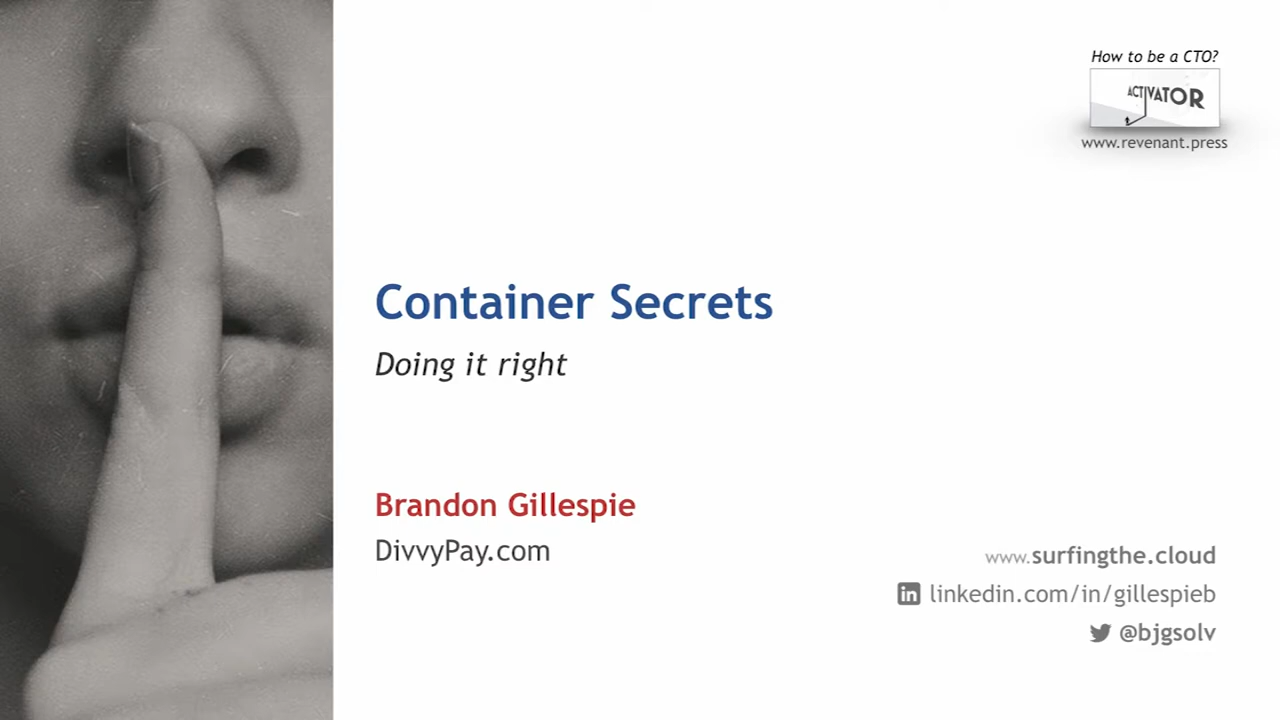 How to be a CTO?
ACTIVATOR
www.revenant.press
Container Secrets
Doing it right
Brandon Gillespie
DivvyPay.com
www.surfingthe.cloud
in linkedin.com/in/gillespieb
@bjgsolv